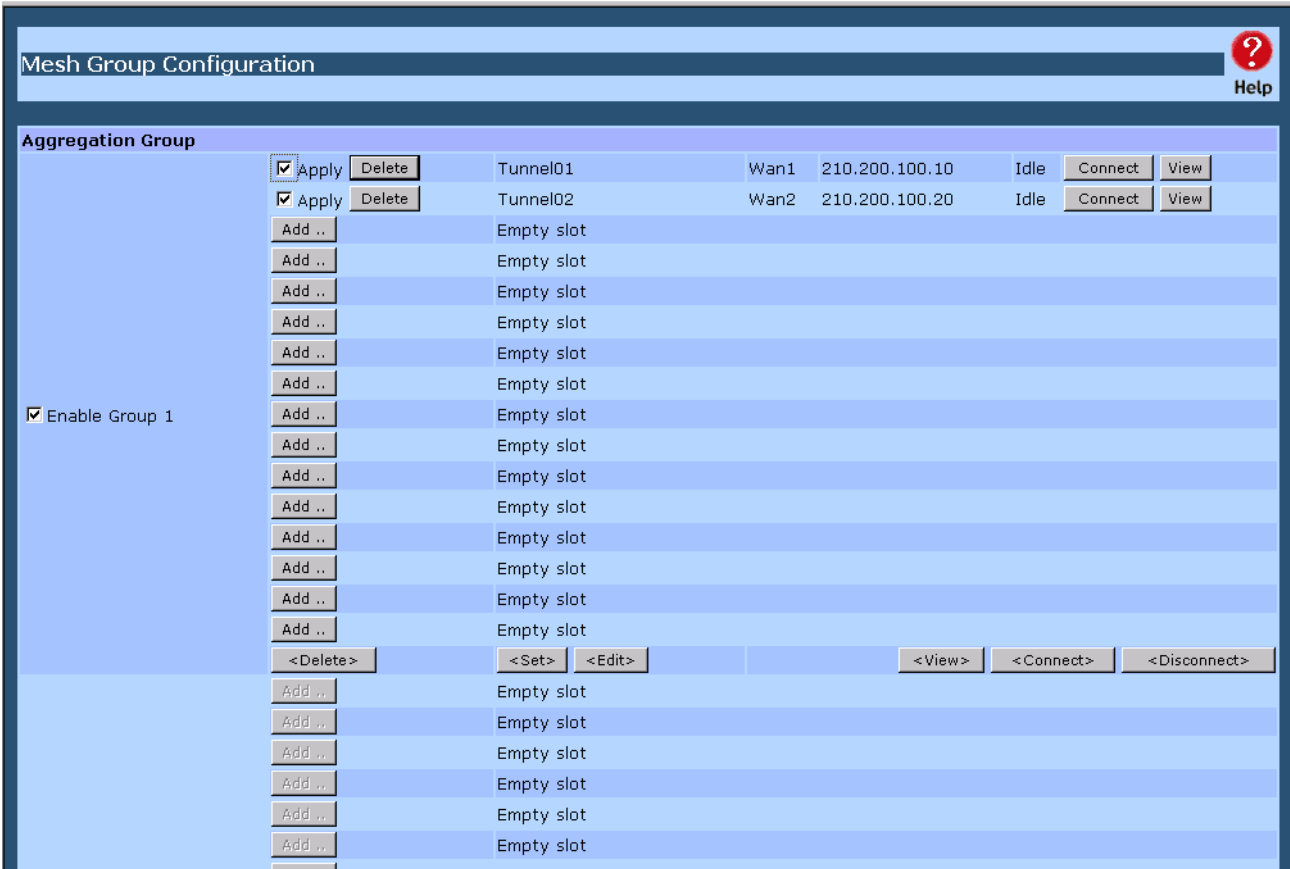 Mesh Group Configuration
?
Help
Aggregation Group
Apply Delete Tunnel01 Wan1 210.200.100.10 Idle Connect View
Apply Delete Tunnel02 Wan2 210.200.100.20 Idle Connect View
Add .. Empty slot
Add .. Empty slot
Add .. Empty slot
Add .. Empty slot
Add .. Empty slot
Add .. Empty slot
Enable Group 1 Add .. Empty slot
Add .. Empty slot
Add .. Empty slot
Add .. Empty slot
Add .. Empty slot
Add .. Empty slot
Add .. Empty slot
Add .. Empty slot
<Delete> <Set> <Edit> <View> <Connect> <Disconnect>
Add .. Empty slot
Add .. Empty slot
Add .. Empty slot
Add .. Empty slot
Add .. Empty slot
Add .. Empty slot